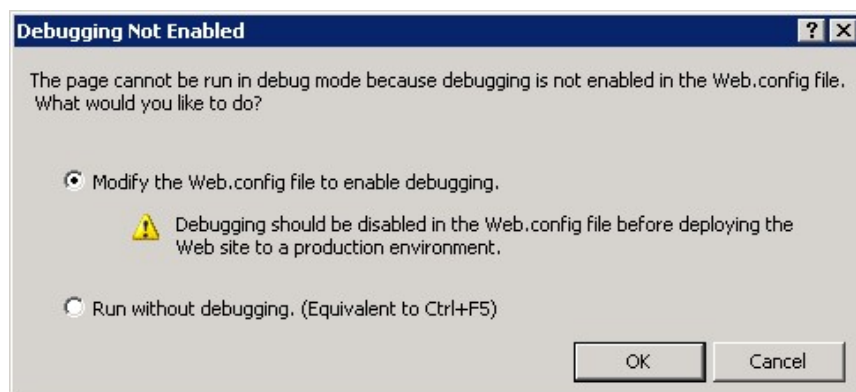 Debugging Not Enabled
The page cannot be run in debug mode because debugging is not enabled in the Web.config file.
What would you like to do?
Modify the Web.config file to enable debugging.
Debugging should be disabled in the Web.config file before deploying the
Web site to a production environment.
Run without debugging. (Equivalent to Ctrl+F5)
OK Cancel